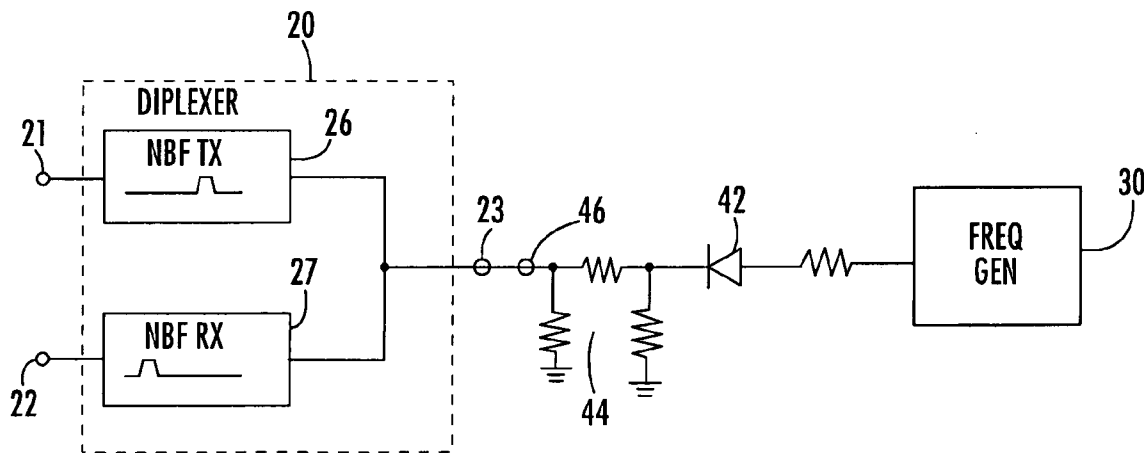 20
DIPLEXER
21
NBF TX
26
23
46
42
30
FREQ
GEN
27
NBF RX
22
44